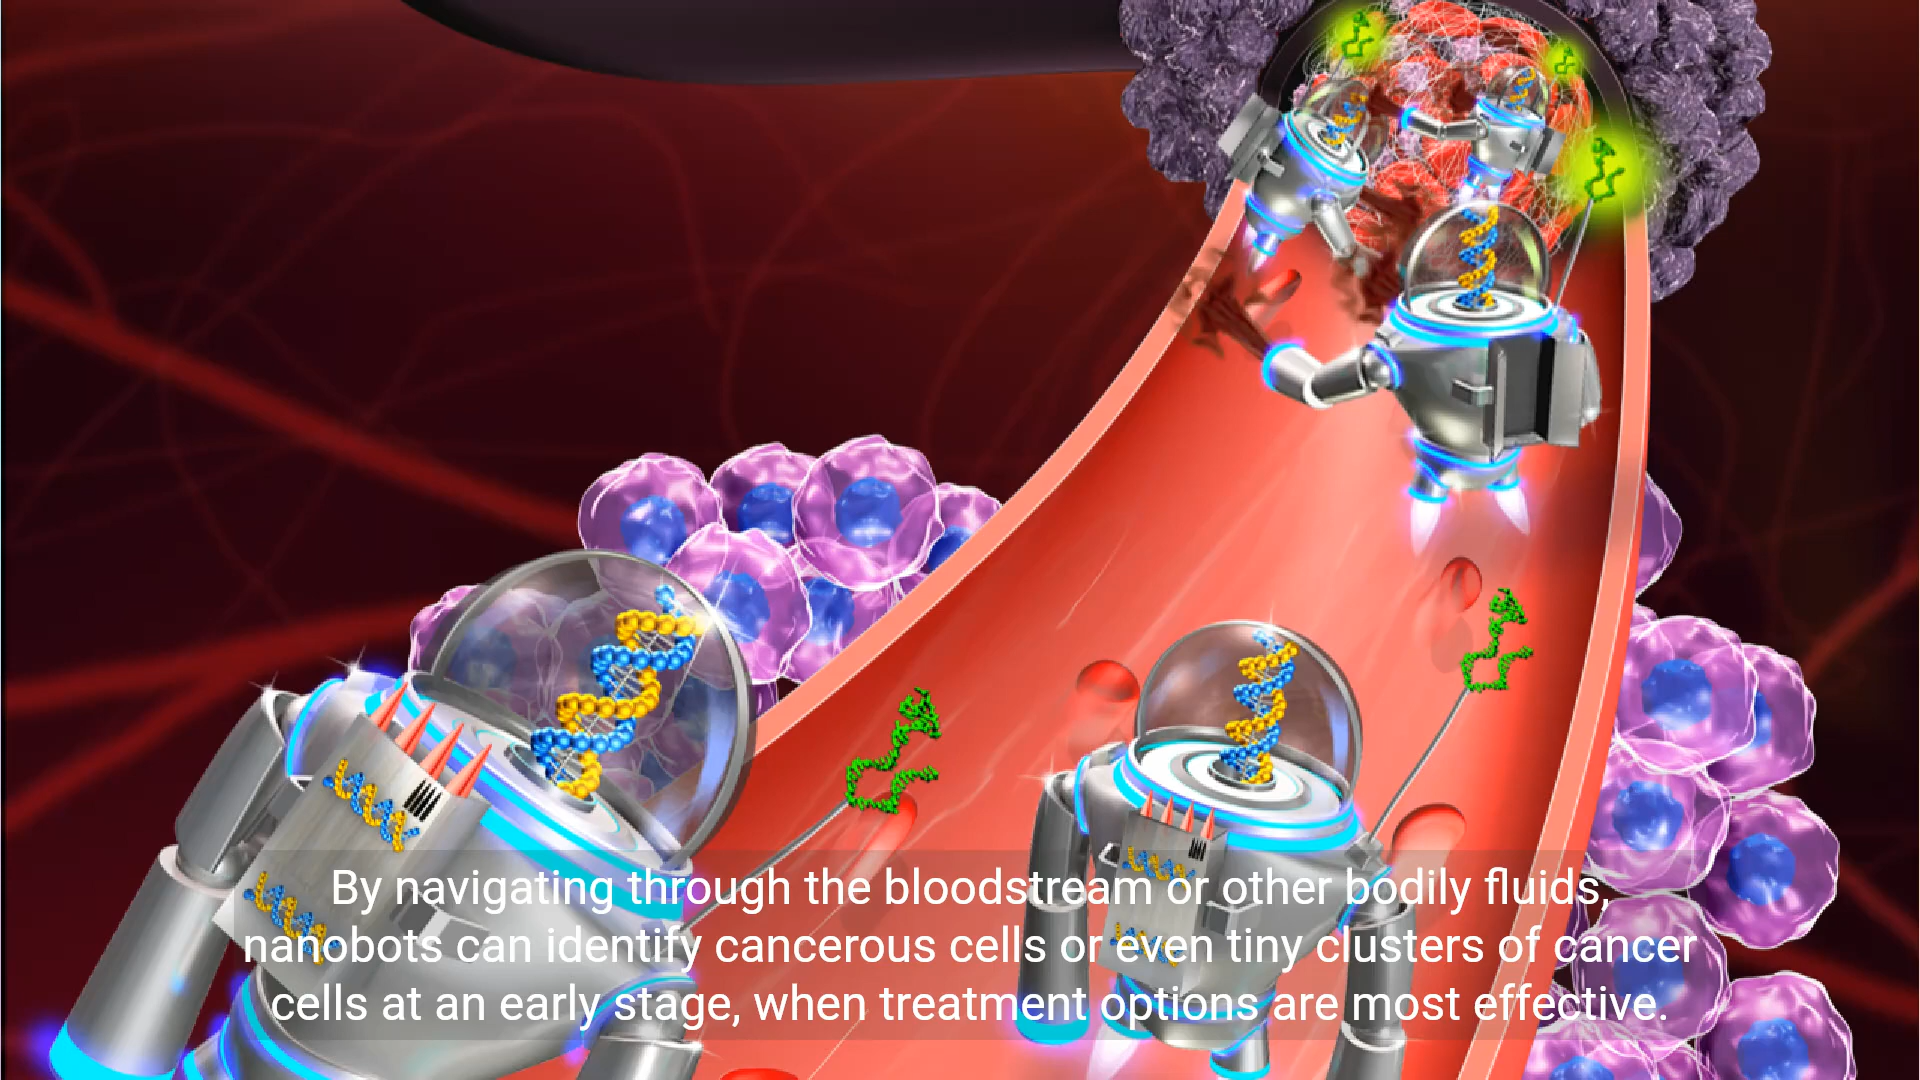 By navigating through the bloodstream or other bodily fluids,
nanobots can identify cancerous cells or even tiny clusters of cancer
cells at an early stage, when treatment options are most effective.